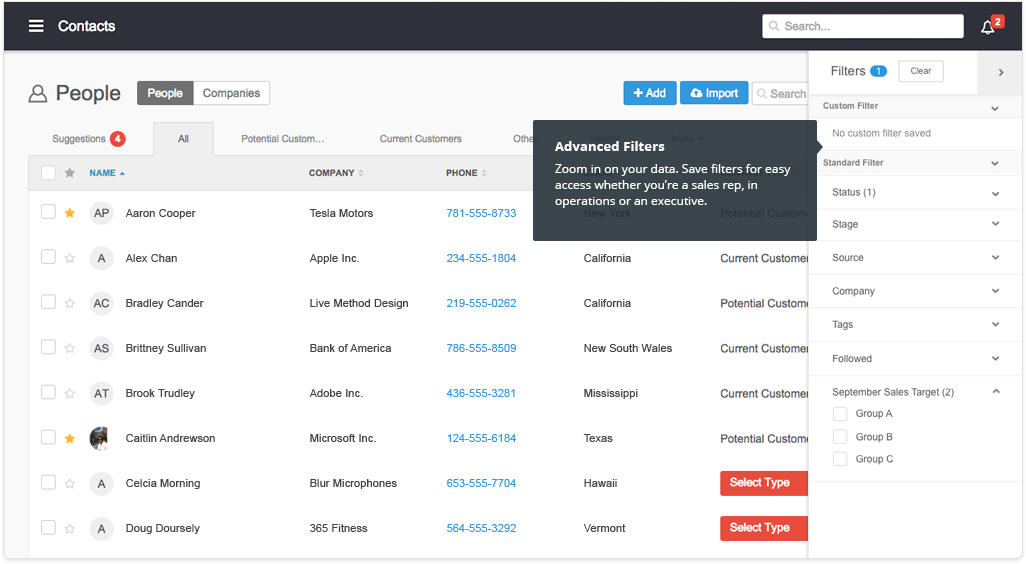 Contacts
Search...
2
People
People
Companies
+ Add
Import
Search
Filters 1
Clear
Custom Filter
No custom filter saved
Suggestions 4
All
Potential Custom...
Current Customers
Other
More
Advanced Filters
Zoom in on your data. Save filters for easy
access whether you're a sales rep, in
operations or an executive.
NAME
COMPANY
PHONE
AP Aaron Cooper Tesla Motors 781-555-8733 New York Potential Custome
A Alex Chan Apple Inc. 234-555-1804 California Current Customer
AC Bradley Cander Live Method Design 219-555-0262 California Potential Custome
AS Brittney Sullivan Bank of America 786-555-8509 New South Wales Current Customer
AT Brook Trudley Adobe Inc. 436-555-3281 Mississippi Current Customer
Caitlin Andrewson Microsoft Inc. 124-555-6184 Texas Potential Custome
A Celcia Morning Blur Microphones 653-555-7704 Hawaii Select Type
A Doug Doursely 365 Fitness 564-555-3292 Vermont Select Type
Standard Filter
Status (1)
Stage
Source
Company
Tags
Followed
September Sales Target (2)
Group A
Group B
Group C